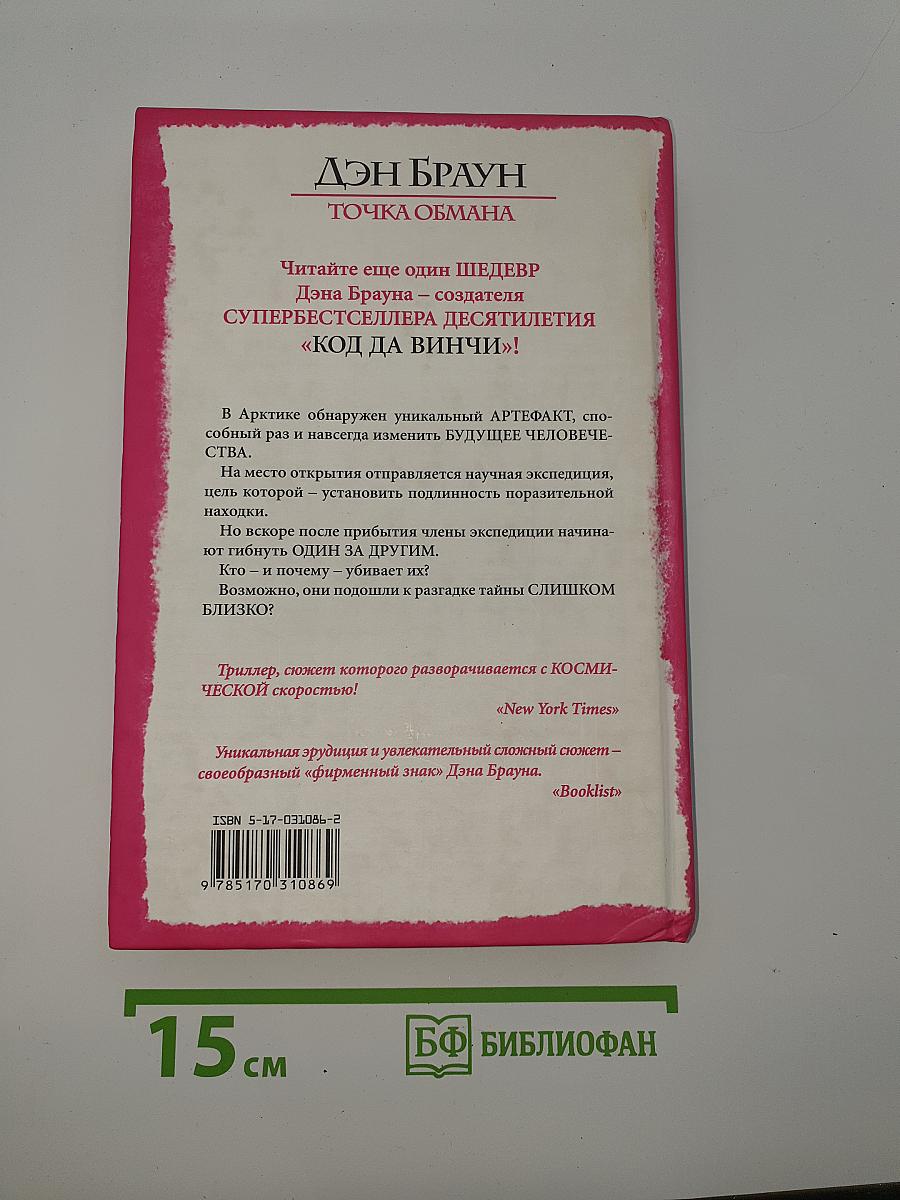 ДЭН БРАУН
ТОЧКА ОБМАНА
Читайте еще один ШЕДЕВР
Дэна Брауна – создателя
СУПЕРБЕСТСЕЛЛЕРА ДЕСЯТИЛЕТИЯ
«КОД ДА ВИНЧИ»!
В Арктике обнаружен уникальный АРТЕФАКТ, спо-
собный раз и навсегда изменить БУДУЩЕЕ ЧЕЛОВЕЧЕ-
СТВА.
На место открытия отправляется научная экспедиция,
цель которой – установить подлинность поразительной
находки.
Но вскоре после прибытия члены экспедиции начина-
ют гибнуть ОДИН ЗА ДРУГИМ.
Кто – и почему – убивает их?
Возможно, они подошли к разгадке тайны СЛИШКОМ
БЛИЗКО?
Триллер, сюжет которого разворачивается с КОСМИ-
ЧЕСКОЙ скоростью!
«New York Times»
Уникальная эрудиция и увлекательный сложный сюжет –
своеобразный «фирменный знак» Дэна Брауна.
«Booklist»
ISBN 5-17-031086-2
9 785170 310869
15 см
БФ БИБЛИОФАН